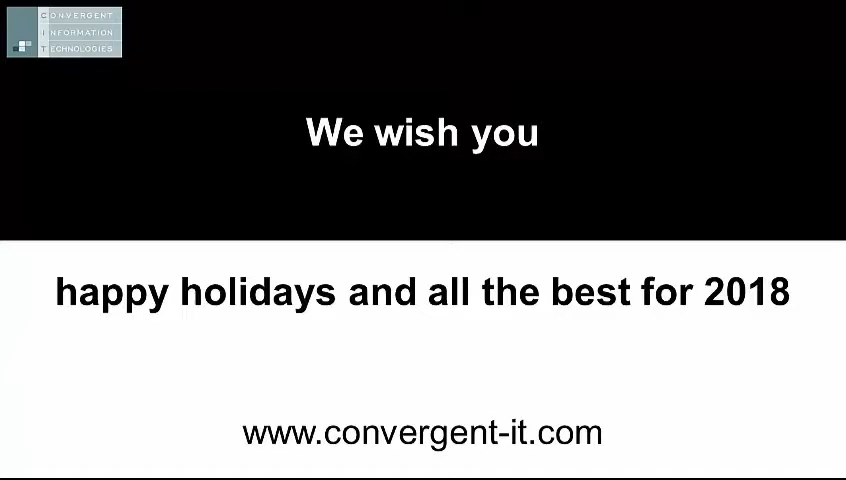 CONVERGENT
INFORMATION
TECHNOLOGIES
We wish you
happy holidays and all the best for 2018
www.convergent-it.com